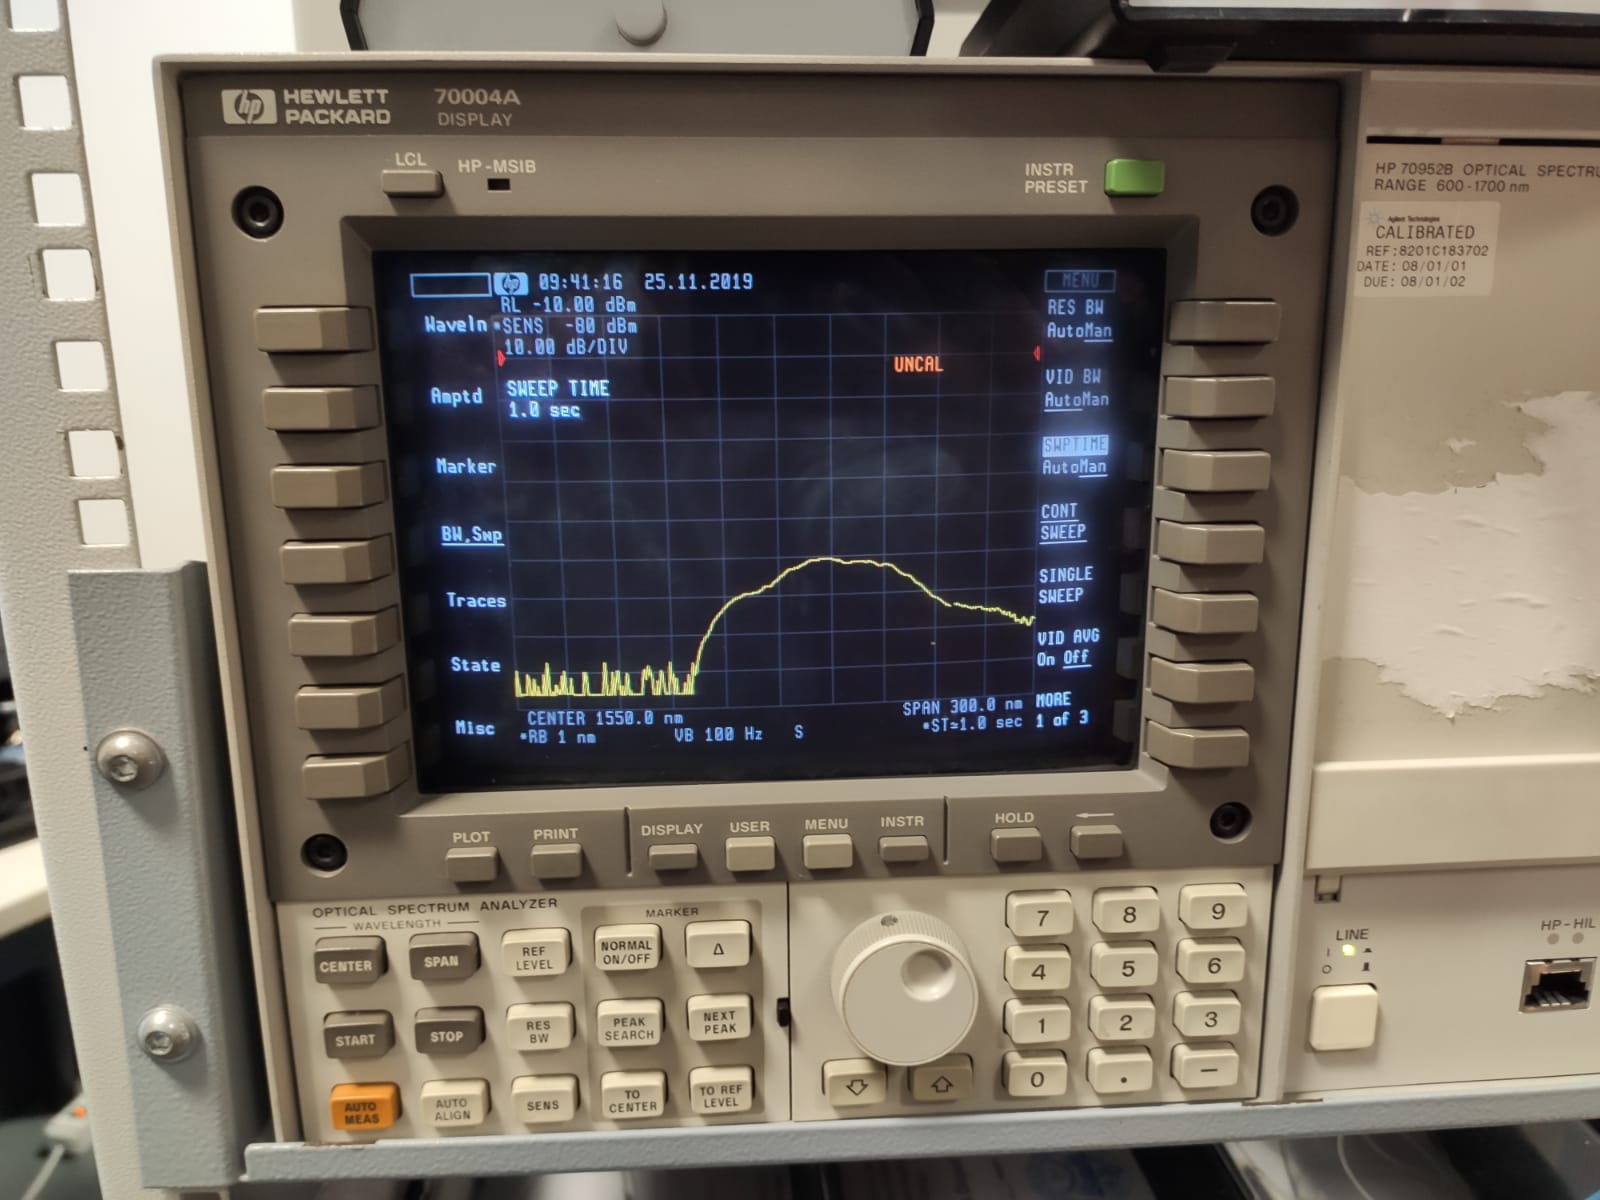 hp HEWLETT PACKARD
70004A
DISPLAY
LCL
HP-MSIB
INSTR PRESET
hp 09:41:16 25.11.2019
RL -10.00 dBm
*SENS -80 dBm
10.00 dB/DIV
SWEEP TIME
1.0 sec
UNCAL
Waveln
Amptd
Marker
BW,Swp
Traces
State
Misc
MENU
RES BW
AutoMan
VID BW
AutoMan
SWPTIME
AutoMan
CONT
SWEEP
SINGLE
SWEEP
VID AVG
On Off
MORE
1 of 3
CENTER 1550.0 nm
SPAN 300.0 nm
*RB 1 nm
VB 100 Hz
S
*ST≃1.0 sec
PLOT
PRINT
DISPLAY
USER
MENU
INSTR
HOLD
OPTICAL SPECTRUM ANALYZER
WAVELENGTH
MARKER
CENTER
SPAN
REF LEVEL
NORMAL ON/OFF
Δ
START
STOP
RES BW
PEAK SEARCH
NEXT PEAK
AUTO MEAS
AUTO ALIGN
SENS
TO CENTER
TO REF LEVEL
7 8 9
4 5 6
1 2 3
0 . –
HP 70952B OPTICAL
RANGE 600-1700 nm
Agilent Technologies
CALIBRATED
REF:8201C183702
DATE: 08/01/01
DUE: 08/01/02
LINE
HP-HIL